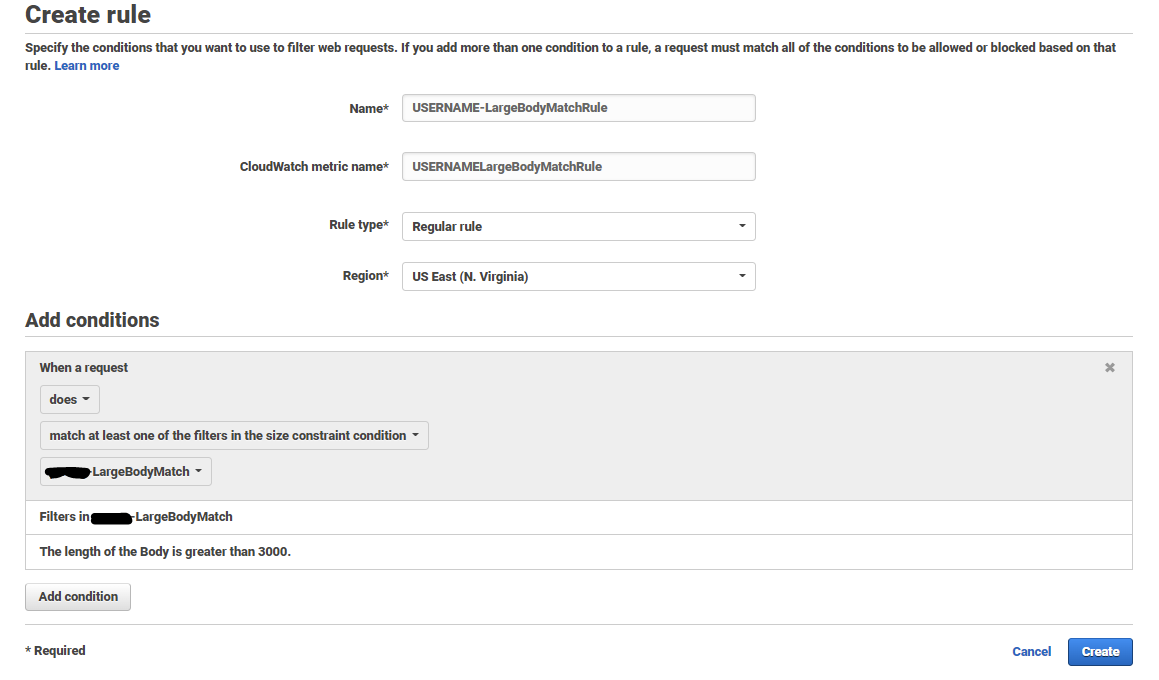 Create rule
Specify the conditions that you want to use to filter web requests. If you add more than one condition to a rule, a request must match all of the conditions to be allowed or blocked based on that
rule. Learn more
Name* USERNAME-LargeBodyMatchRule
CloudWatch metric name* USERNAMELargeBodyMatchRule
Rule type* Regular rule
Region* US East (N. Virginia)
Add conditions
When a request
does
match at least one of the filters in the size constraint condition
-LargeBodyMatch
Filters in -LargeBodyMatch
The length of the Body is greater than 3000.
Add condition
* Required
Cancel Create